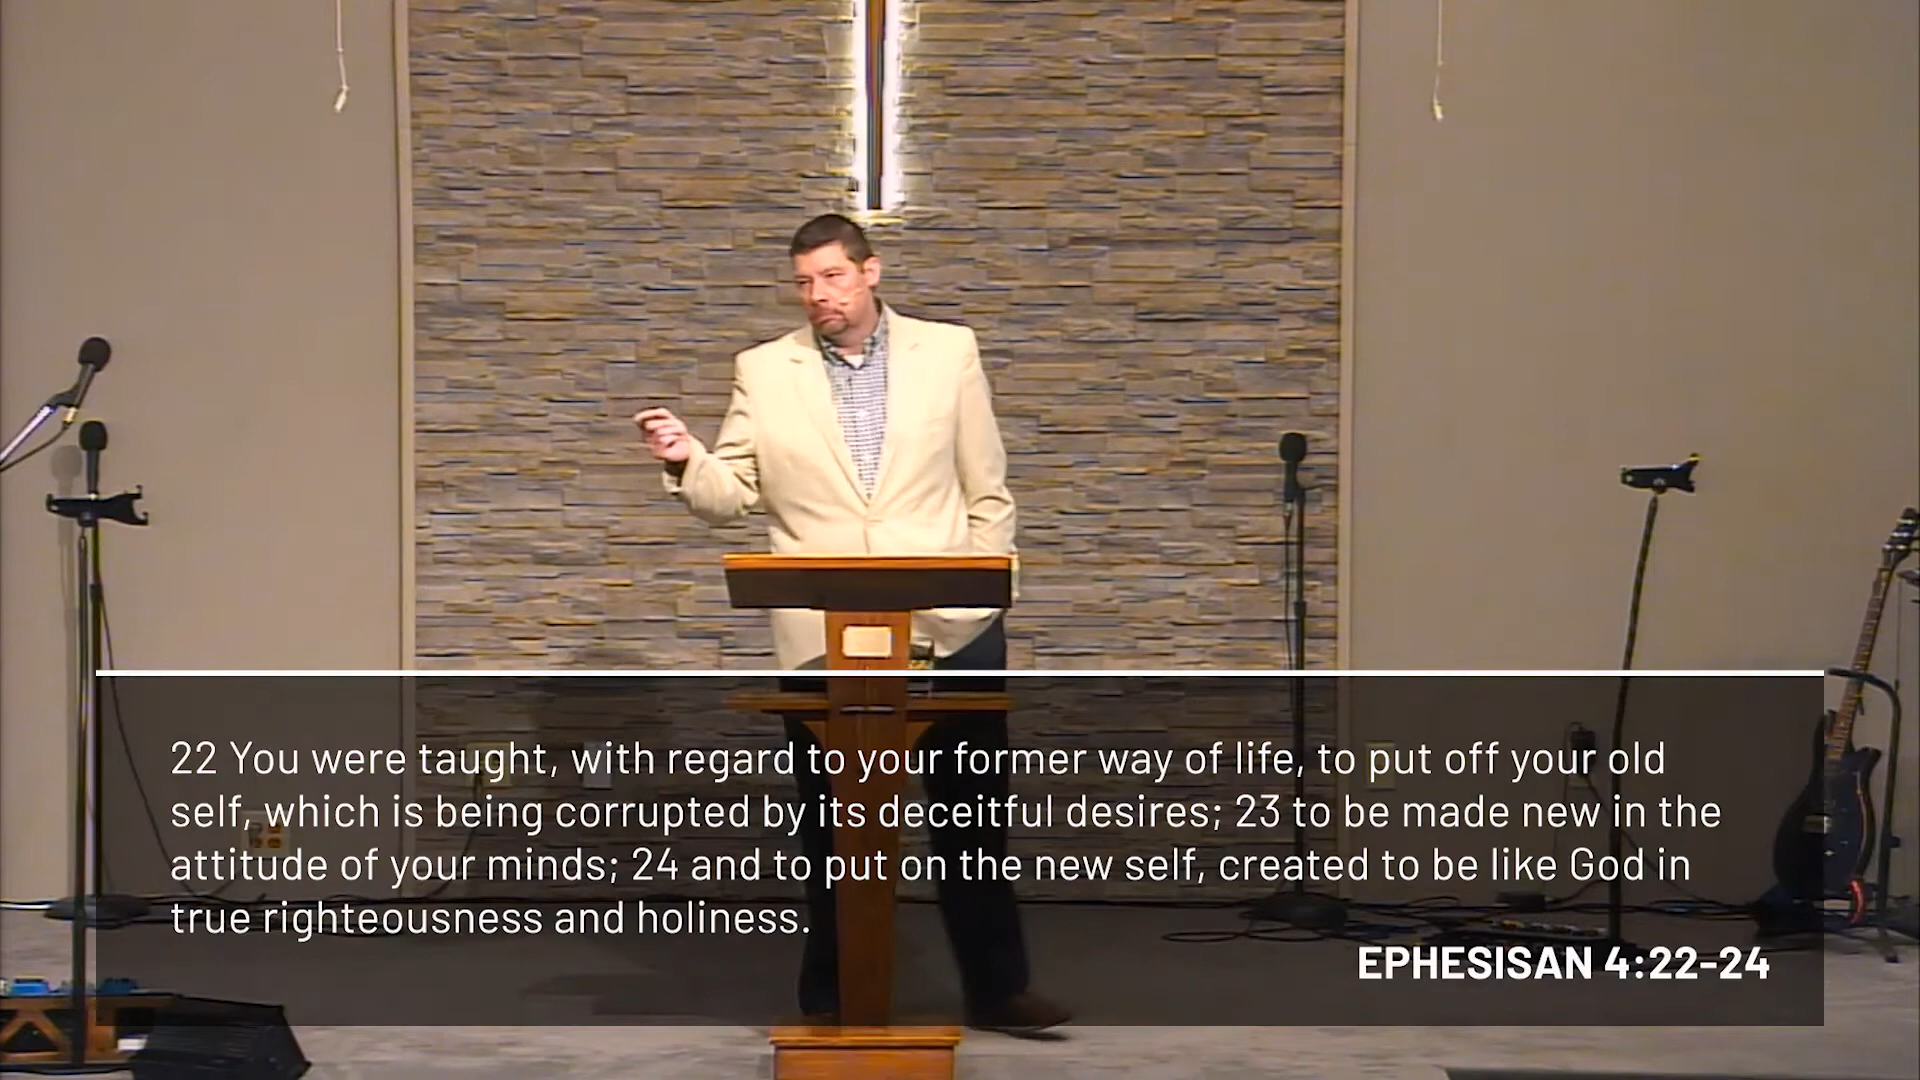 22 You were taught, with regard to your former way of life, to put off your old
self, which is being corrupted by its deceitful desires; 23 to be made new in the
attitude of your minds; 24 and to put on the new self, created to be like God in
true righteousness and holiness.
EPHESISAN 4:22-24